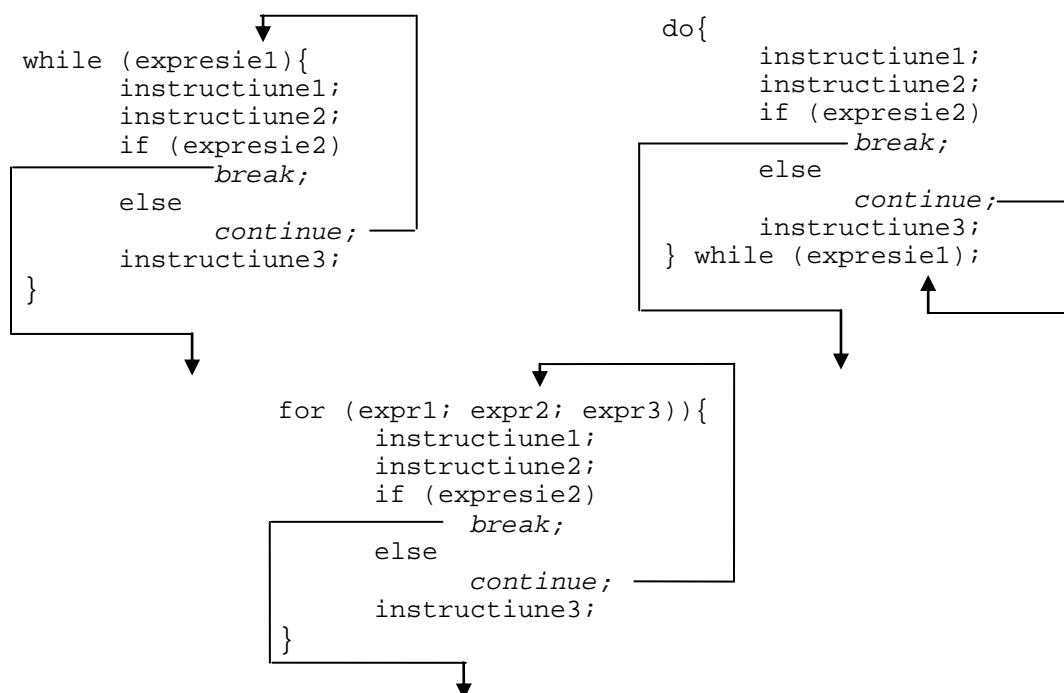 while (expresie1){
instructiune1;
instructiune2;
if (expresie2)
break;
else
continue;
instructiune3;
}
do{
instructiune1;
instructiune2;
if (expresie2)
break;
else
continue;
instructiune3;
} while (expresie1);
for (expr1; expr2; expr3)){
instructiune1;
instructiune2;
if (expresie2)
break;
else
continue;
instructiune3;
}